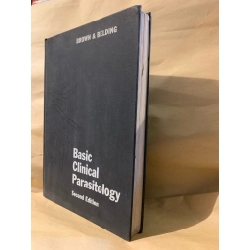 BROWN & BELDING
Basic
Clinical
Parasitology
Second Edition